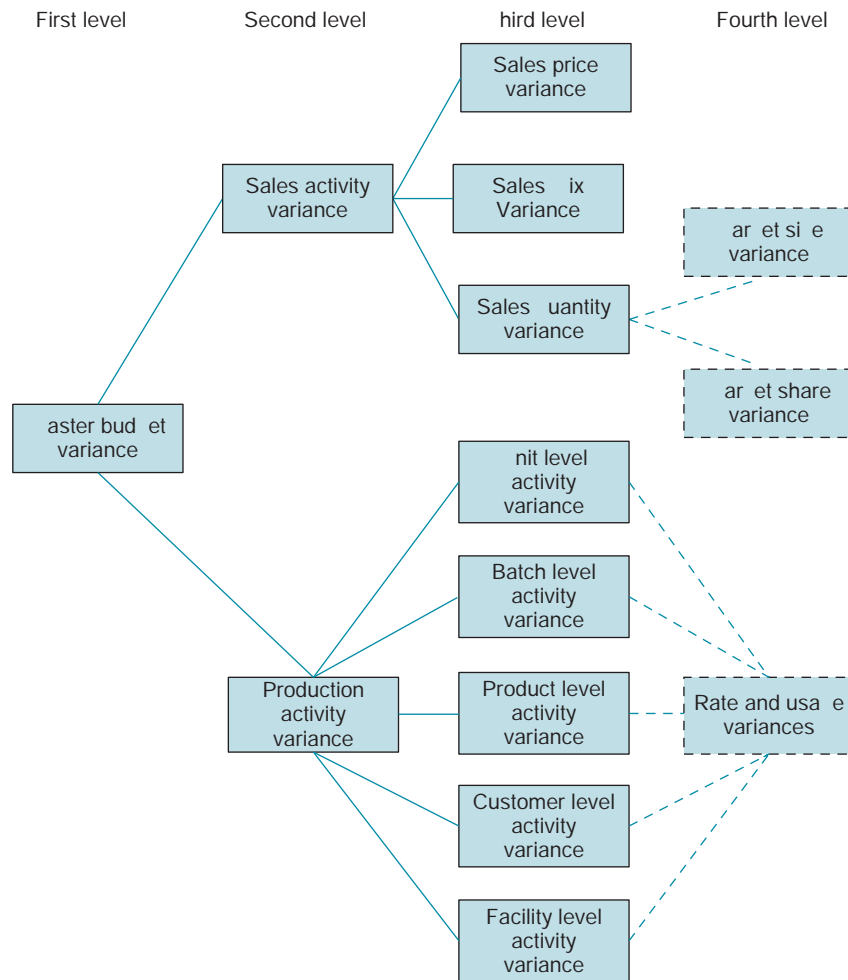 First level
Second level
hird level
Fourth level
Sales price
variance
Sales activity
variance
Sales ix
Variance
ar et si e
variance
Sales uantity
variance
ar et share
variance
aster bud et
variance
nit level
activity
variance
Batch level
activity
variance
Production
activity
variance
Product level
activity
variance
Rate and usa e
variances
Customer level
activity
variance
Facility level
activity
variance